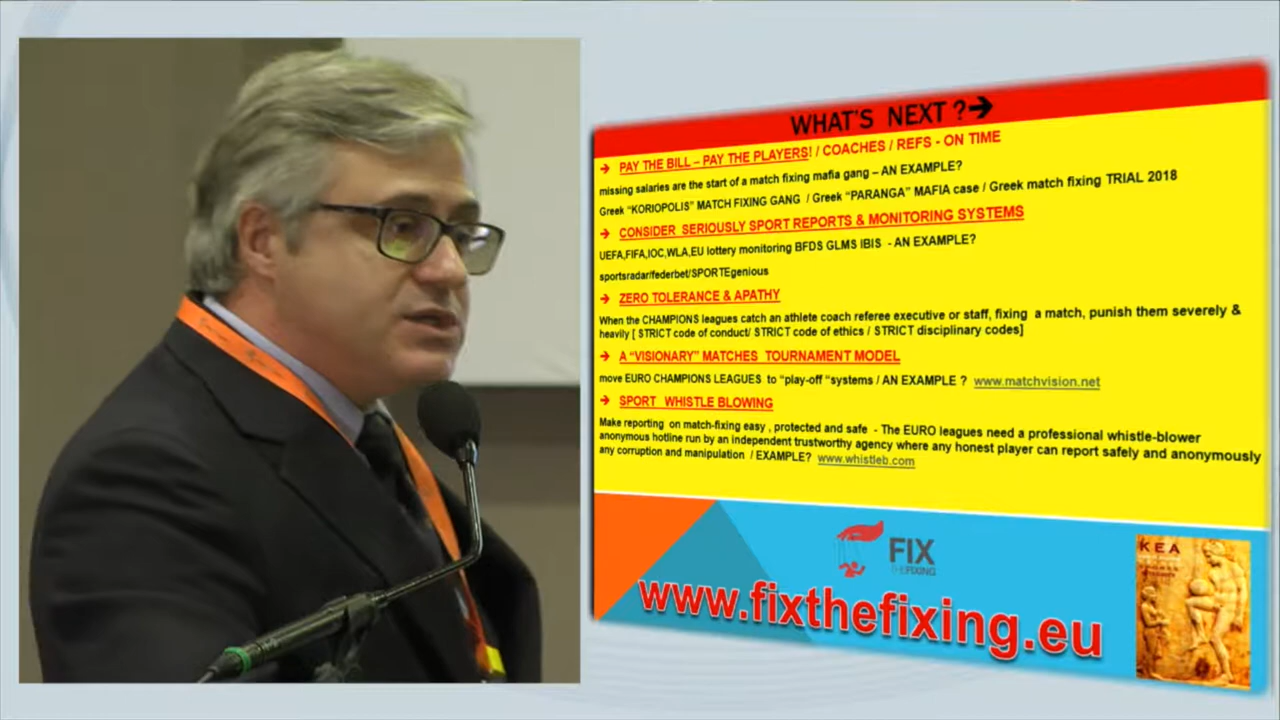 WHAT'S NEXT ?→
→ PAY THE BILL – PAY THE PLAYERS! / COACHES / REFS - ON TIME
missing salaries are the start of a match fixing mafia gang – AN EXAMPLE?
Greek "KORIOPOLIS" MATCH FIXING GANG / Greek "PARANGA" MAFIA case / Greek match fixing TRIAL 2018
→ CONSIDER SERIOUSLY SPORT REPORTS & MONITORING SYSTEMS
UEFA,FIFA,IOC,WLA,EU lottery monitoring BFDS GLMS IBIS - AN EXAMPLE?
sportsradar/federbet/SPORTEgenious
→ ZERO TOLERANCE & APATHY
When the CHAMPIONS leagues catch an athlete coach referee executive or staff, fixing a match, punish them severely &
heavily [ STRICT code of conduct/ STRICT code of ethics / STRICT disciplinary codes]
→ A "VISIONARY" MATCHES TOURNAMENT MODEL
move EURO CHAMPIONS LEAGUES to "play-off "systems / AN EXAMPLE ? www.matchvision.net
→ SPORT WHISTLE BLOWING
Make reporting on match-fixing easy , protected and safe - The EURO leagues need a professional whistle-blower
anonymous hotline run by an independent trustworthy agency where any honest player can report safely and anonymously
any corruption and manipulation / EXAMPLE? www.whistleb.com
FIX
THEFIXING
KEA
www.fixthefixing.eu